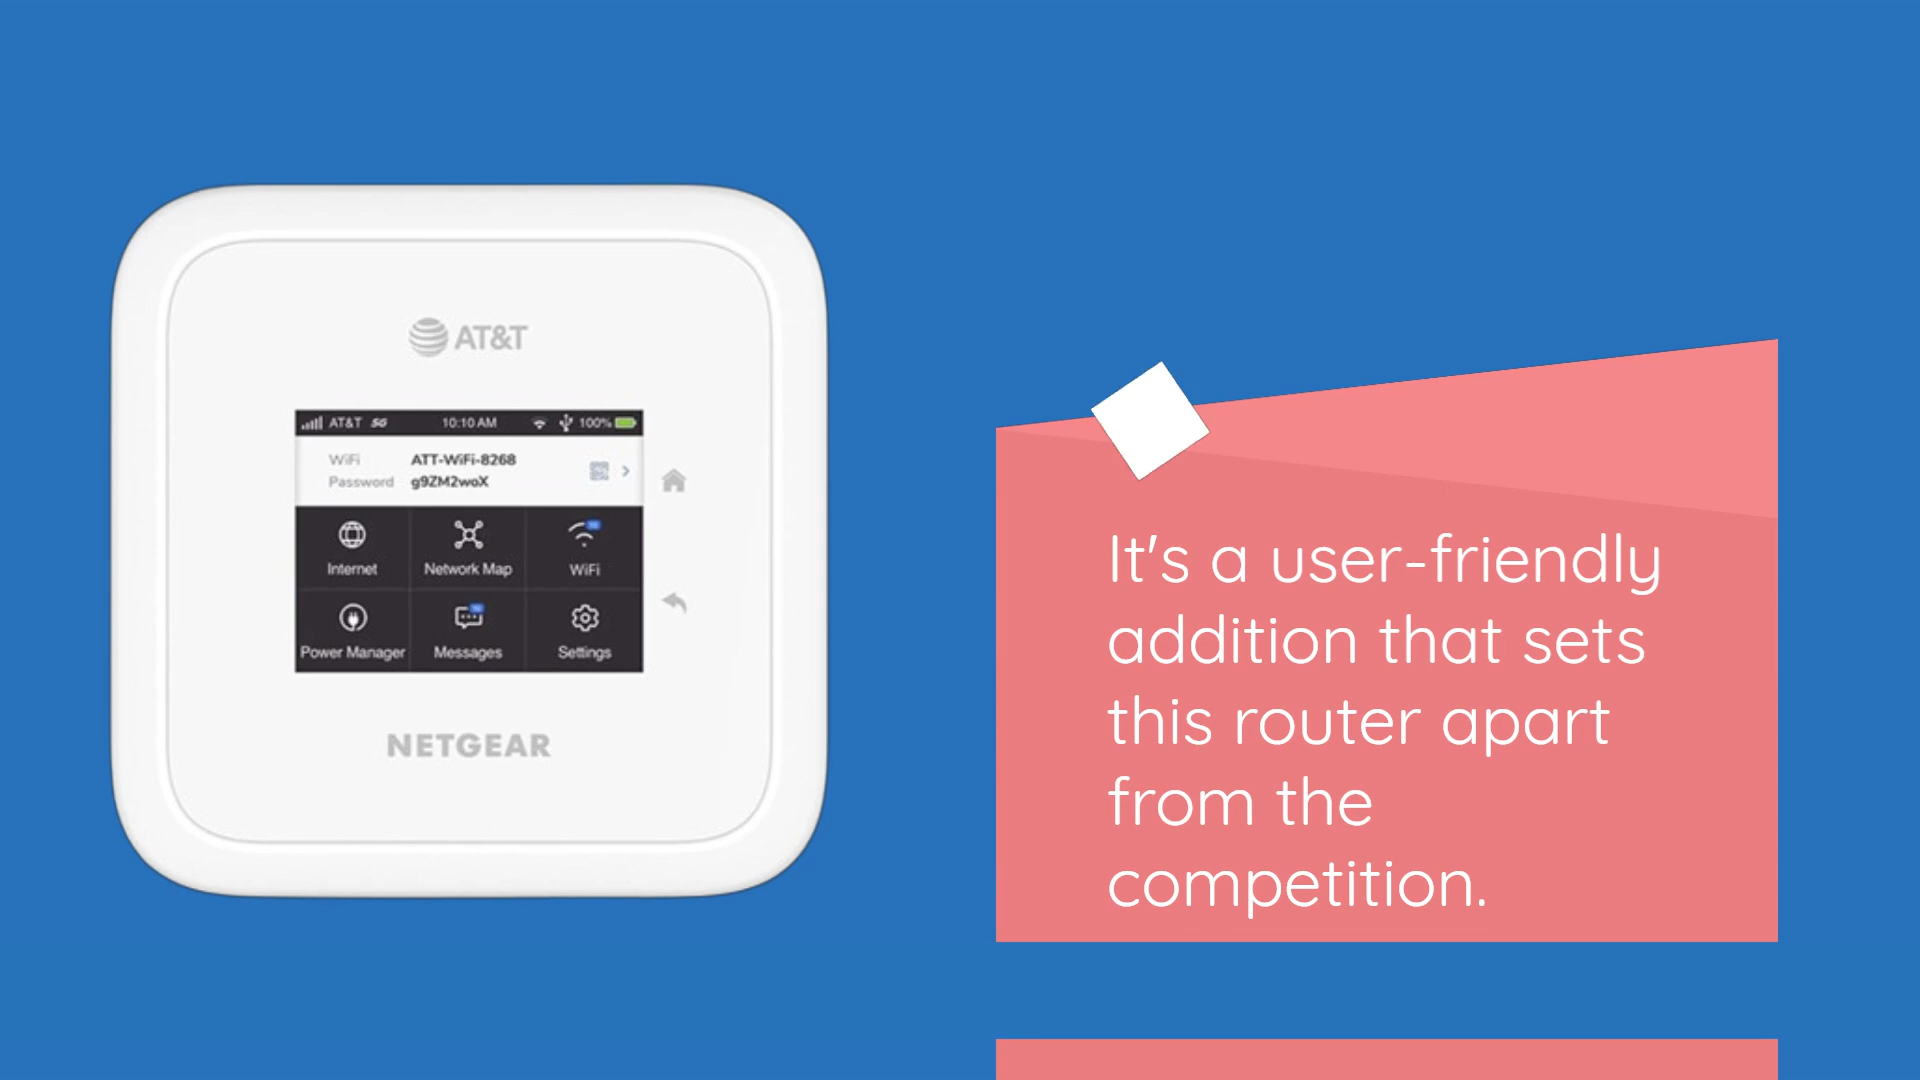 AT&T
AT&T 5G 10:10 AM 100%
WiFi ATT-WiFi-8268
Password g9ZM2woX
Internet Network Map WiFi
Power Manager Messages Settings
NETGEAR
It's a user-friendly
addition that sets
this router apart
from the
competition.